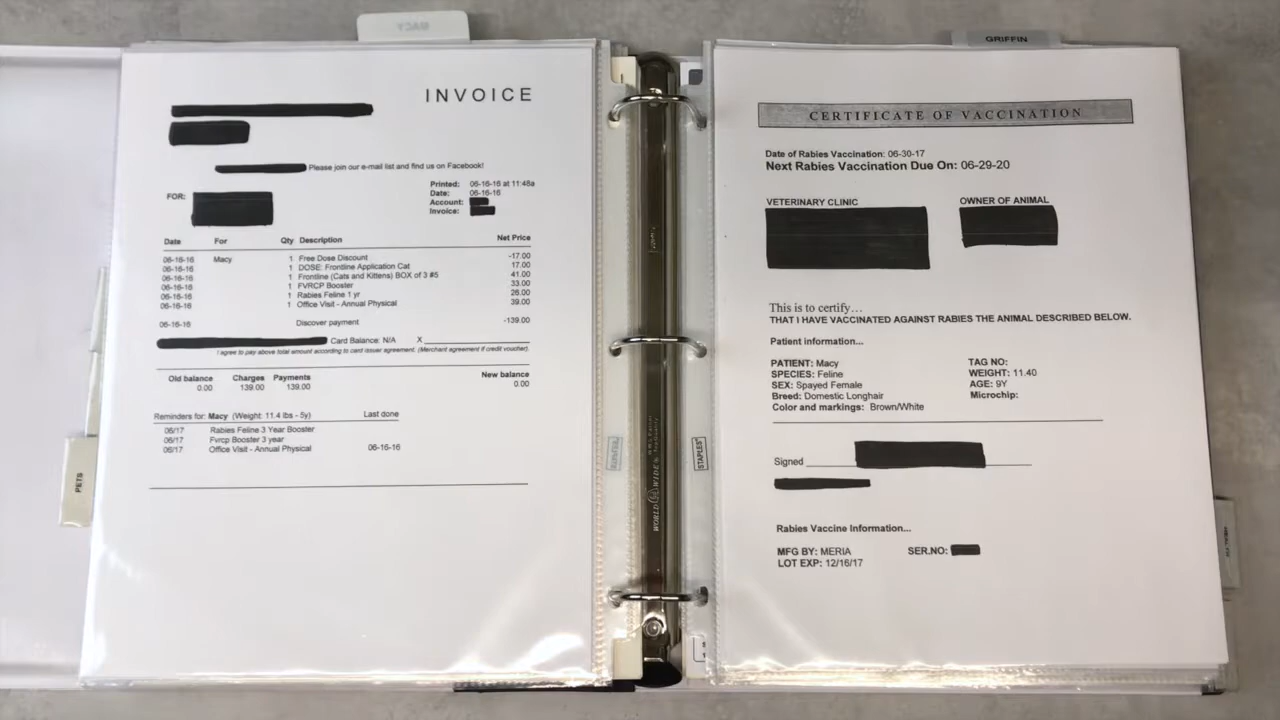 INVOICE
Please join our e-mail list and find us on Facebook!
FOR:
Printed: 06-16-16 at 11:48a
Date: 06-16-16
Account:
Invoice:
Date For Qty Description Net Price
06-16-16 Macy 1 Free Dose Discount -17.00
06-16-16 1 DOSE: Frontline Application Cat 17.00
06-16-16 1 Frontline (Cats and Kittens) BOX of 3 #5 41.00
06-16-16 1 FVRCP Booster 33.00
06-16-16 1 Rabies Feline 1 yr 26.00
06-16-16 1 Office Visit - Annual Physical 39.00
06-16-16 Discover payment -139.00
Card Balance: N/A X
I agree to pay above total amount according to card issuer agreement. (Merchant agreement if credit voucher).
Old balance Charges Payments New balance
0.00 139.00 139.00 0.00
Reminders for: Macy (Weight: 11.4 lbs - 5y) Last done
06/17 Rabies Feline 3 Year Booster
06/17 Fvrcp Booster 3 year
06/17 Office Visit - Annual Physical 06-16-16
PETS
MACY
WORLD WIDE
STAPLES
STAPLES
GRIFFIN
CERTIFICATE OF VACCINATION
Date of Rabies Vaccination: 06-30-17
Next Rabies Vaccination Due On: 06-29-20
VETERINARY CLINIC OWNER OF ANIMAL
This is to certify...
THAT I HAVE VACCINATED AGAINST RABIES THE ANIMAL DESCRIBED BELOW.
Patient information...
PATIENT: Macy TAG NO:
SPECIES: Feline WEIGHT: 11.40
SEX: Spayed Female AGE: 9Y
Breed: Domestic Longhair Microchip:
Color and markings: Brown/White
Signed
Rabies Vaccine Information...
MFG BY: MERIA SER.NO:
LOT EXP: 12/16/17